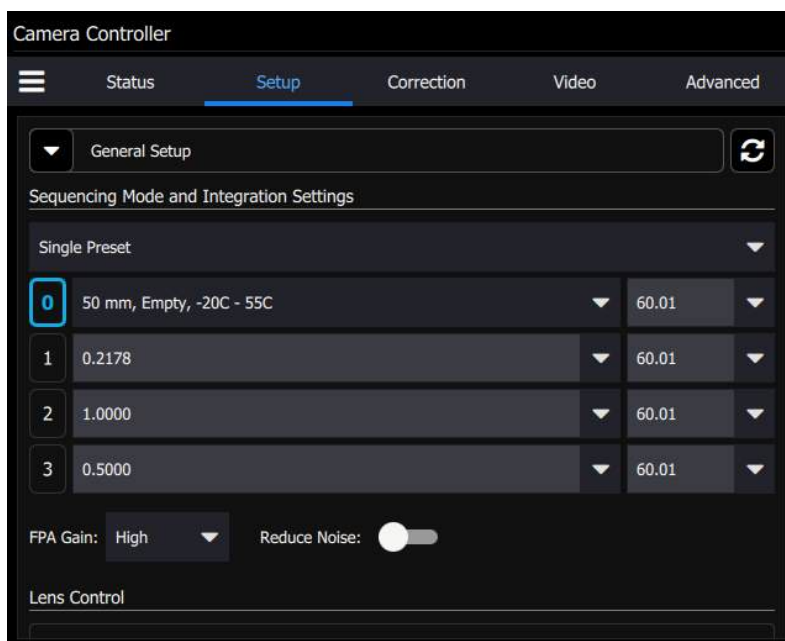 Camera Controller
Status Setup Correction Video Advanced
General Setup
Sequencing Mode and Integration Settings
Single Preset
0 50 mm, Empty, -20C - 55C 60.01
1 0.2178 60.01
2 1.0000 60.01
3 0.5000 60.01
FPA Gain: High Reduce Noise:
Lens Control